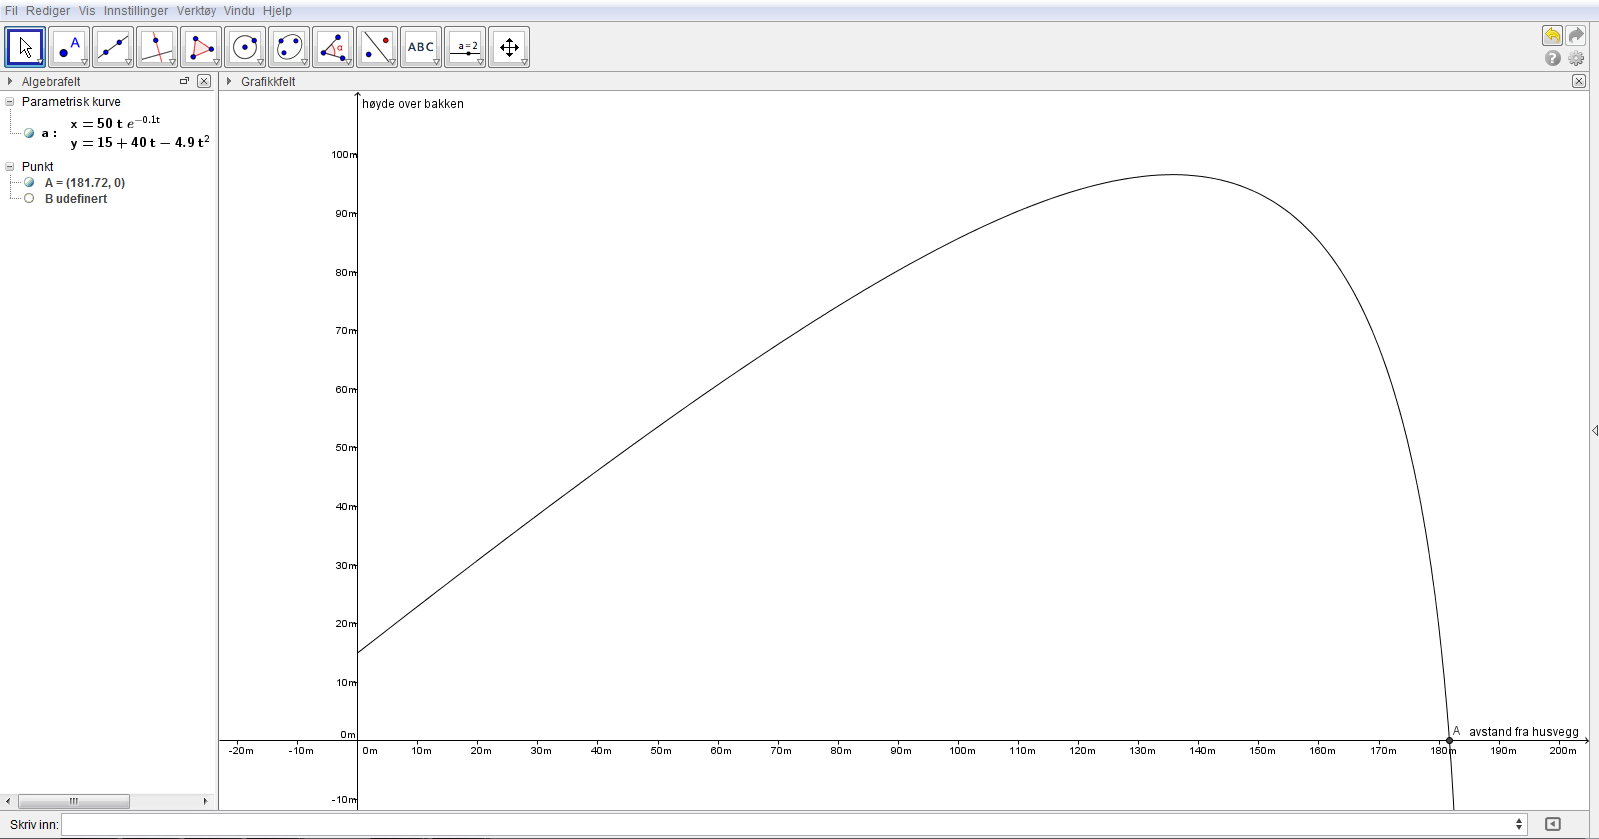 Fil Rediger Vis Innstillinger Verktøy Vindu Hjelp
A
α
ABC
a=2
Algebrafelt
Grafikkfelt
Parametrisk kurve
a : x = 50 t e^−0.1t
y = 15 + 40 t − 4.9 t²
Punkt
A = (181.72, 0)
B udefinert
høyde over bakken
100m
90m
80m
70m
60m
50m
40m
30m
20m
10m
0m
-10m
A avstand fra husvegg
-20m -10m 0m 10m 20m 30m 40m 50m 60m 70m 80m 90m 100m 110m 120m 130m 140m 150m 160m 170m 180m 190m 200m
Skriv inn: